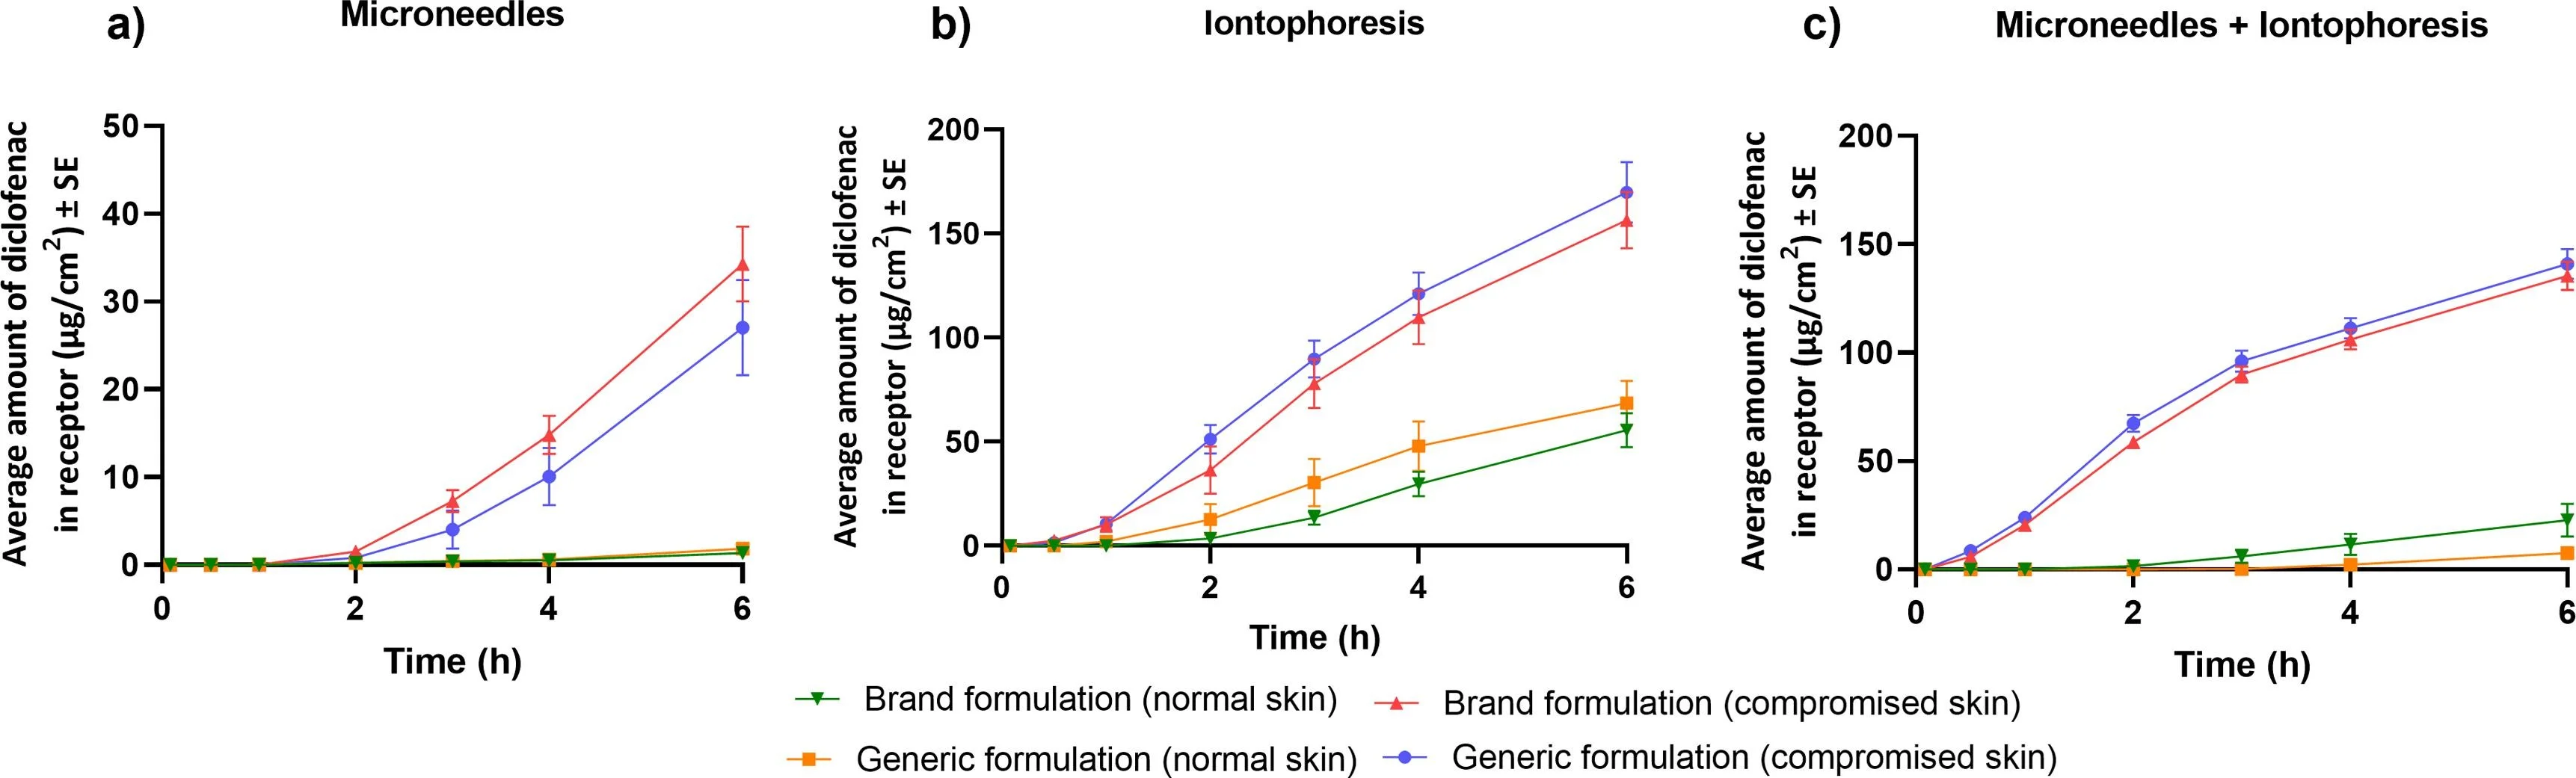 a)
Microneedles
Average amount of diclofenac
in receptor (µg/cm²) ± SE
50
40
30
20
10
0
0 2 4 6
Time (h)
b)
Iontophoresis
Average amount of diclofenac
in receptor (µg/cm²) ± SE
200
150
100
50
0
0 2 4 6
Time (h)
c)
Microneedles + Iontophoresis
Average amount of diclofenac
in receptor (µg/cm²) ± SE
200
150
100
50
0
0 2 4 6
Time (h)
Brand formulation (normal skin) Brand formulation (compromised skin)
Generic formulation (normal skin) Generic formulation (compromised skin)